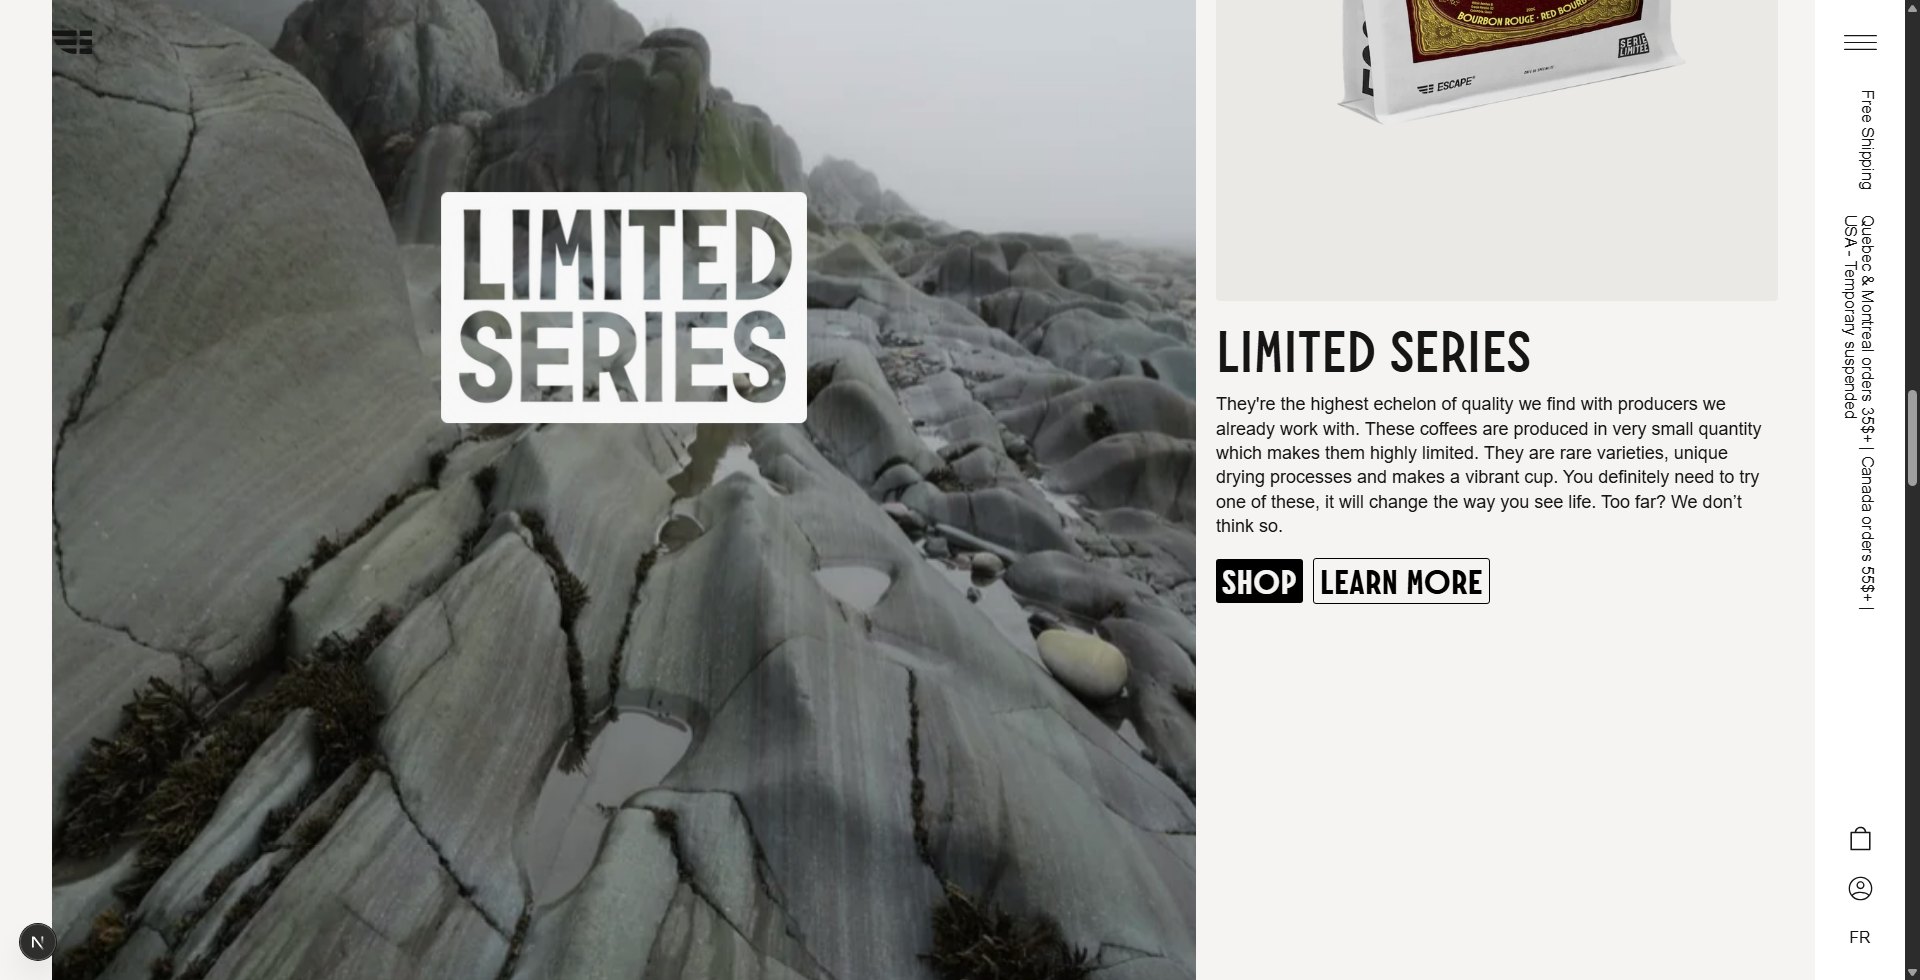 LIMITED
SERIES
BOURBON ROUGE · RED BOURB
SERIE
LIMITEE
ESCAPE
LIMITED SERIES
They're the highest echelon of quality we find with producers we
already work with. These coffees are produced in very small quantity
which makes them highly limited. They are rare varieties, unique
drying processes and makes a vibrant cup. You definitely need to try
one of these, it will change the way you see life. Too far? We don’t
think so.
SHOP
LEARN MORE
Free Shipping
Quebec & Montreal orders 35$+ | Canada orders 55$+ |
USA - Temporary suspended
FR
N